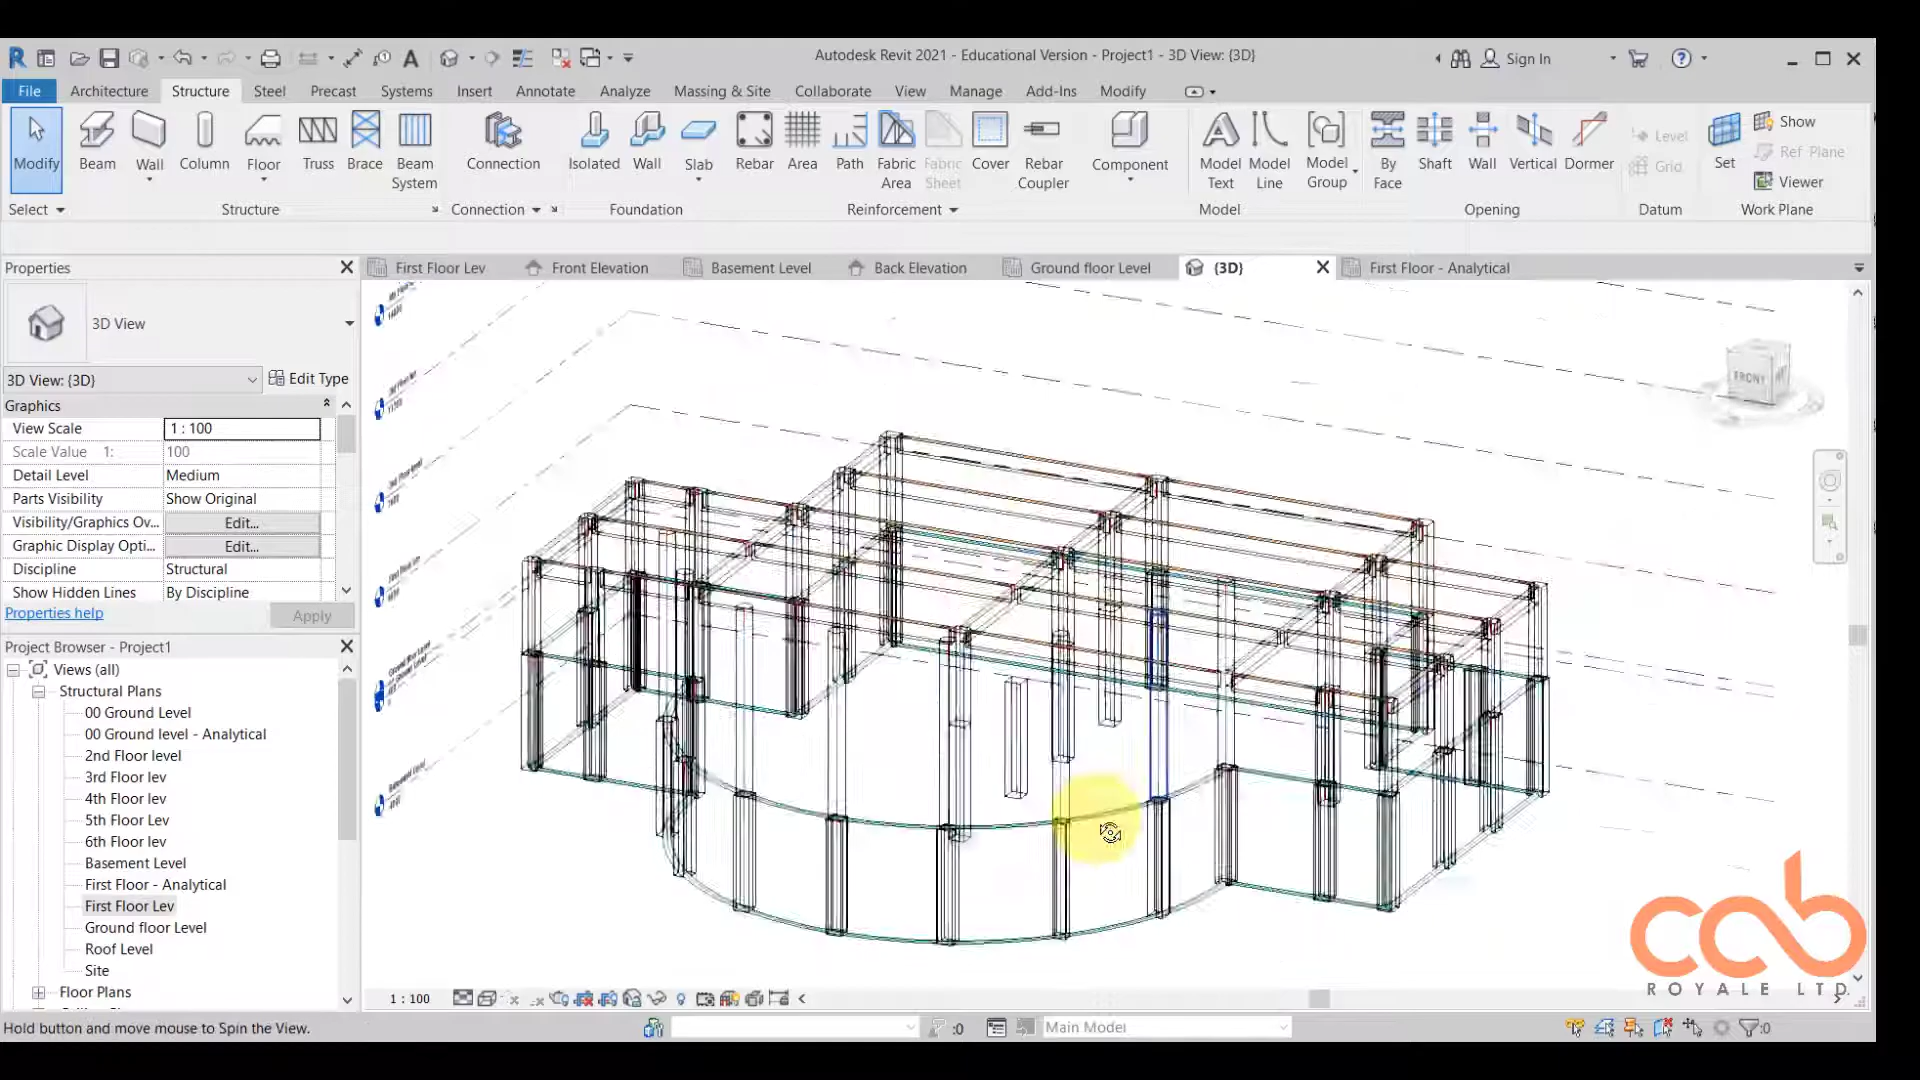 Autodesk Revit 2021 - Educational Version - Project1 - 3D View: {3D}
Sign In
File Architecture Structure Steel Precast Systems Insert Annotate Analyze Massing & Site Collaborate View Manage Add-Ins Modify
Modify Beam Wall Column Floor Truss Brace Beam System Connection Isolated Wall Slab Rebar Area Path Fabric Area Fabric Sheet Cover Rebar Coupler Component Model Text Model Line Model Group By Face Shaft Wall Vertical Dormer Level Grid Set Show Ref Plane Viewer
Select Structure Connection Foundation Reinforcement Model Opening Datum Work Plane
Properties
First Floor Lev Front Elevation Basement Level Back Elevation Ground floor Level {3D} First Floor - Analytical
3D View
3D View: {3D} Edit Type
Graphics
View Scale 1 : 100
Scale Value 1: 100
Detail Level Medium
Parts Visibility Show Original
Visibility/Graphics Ov... Edit...
Graphic Display Opti... Edit...
Discipline Structural
Show Hidden Lines By Discipline
Properties help Apply
Project Browser - Project1
Views (all)
Structural Plans
00 Ground Level
00 Ground level - Analytical
2nd Floor level
3rd Floor lev
4th Floor lev
5th Floor Lev
6th Floor lev
Basement Level
First Floor - Analytical
First Floor Lev
Ground floor Level
Roof Level
Site
Floor Plans
FRONT
ccb
ROYALE LTD.
1 : 100
Hold button and move mouse to Spin the View.
:0
Main Model
:0